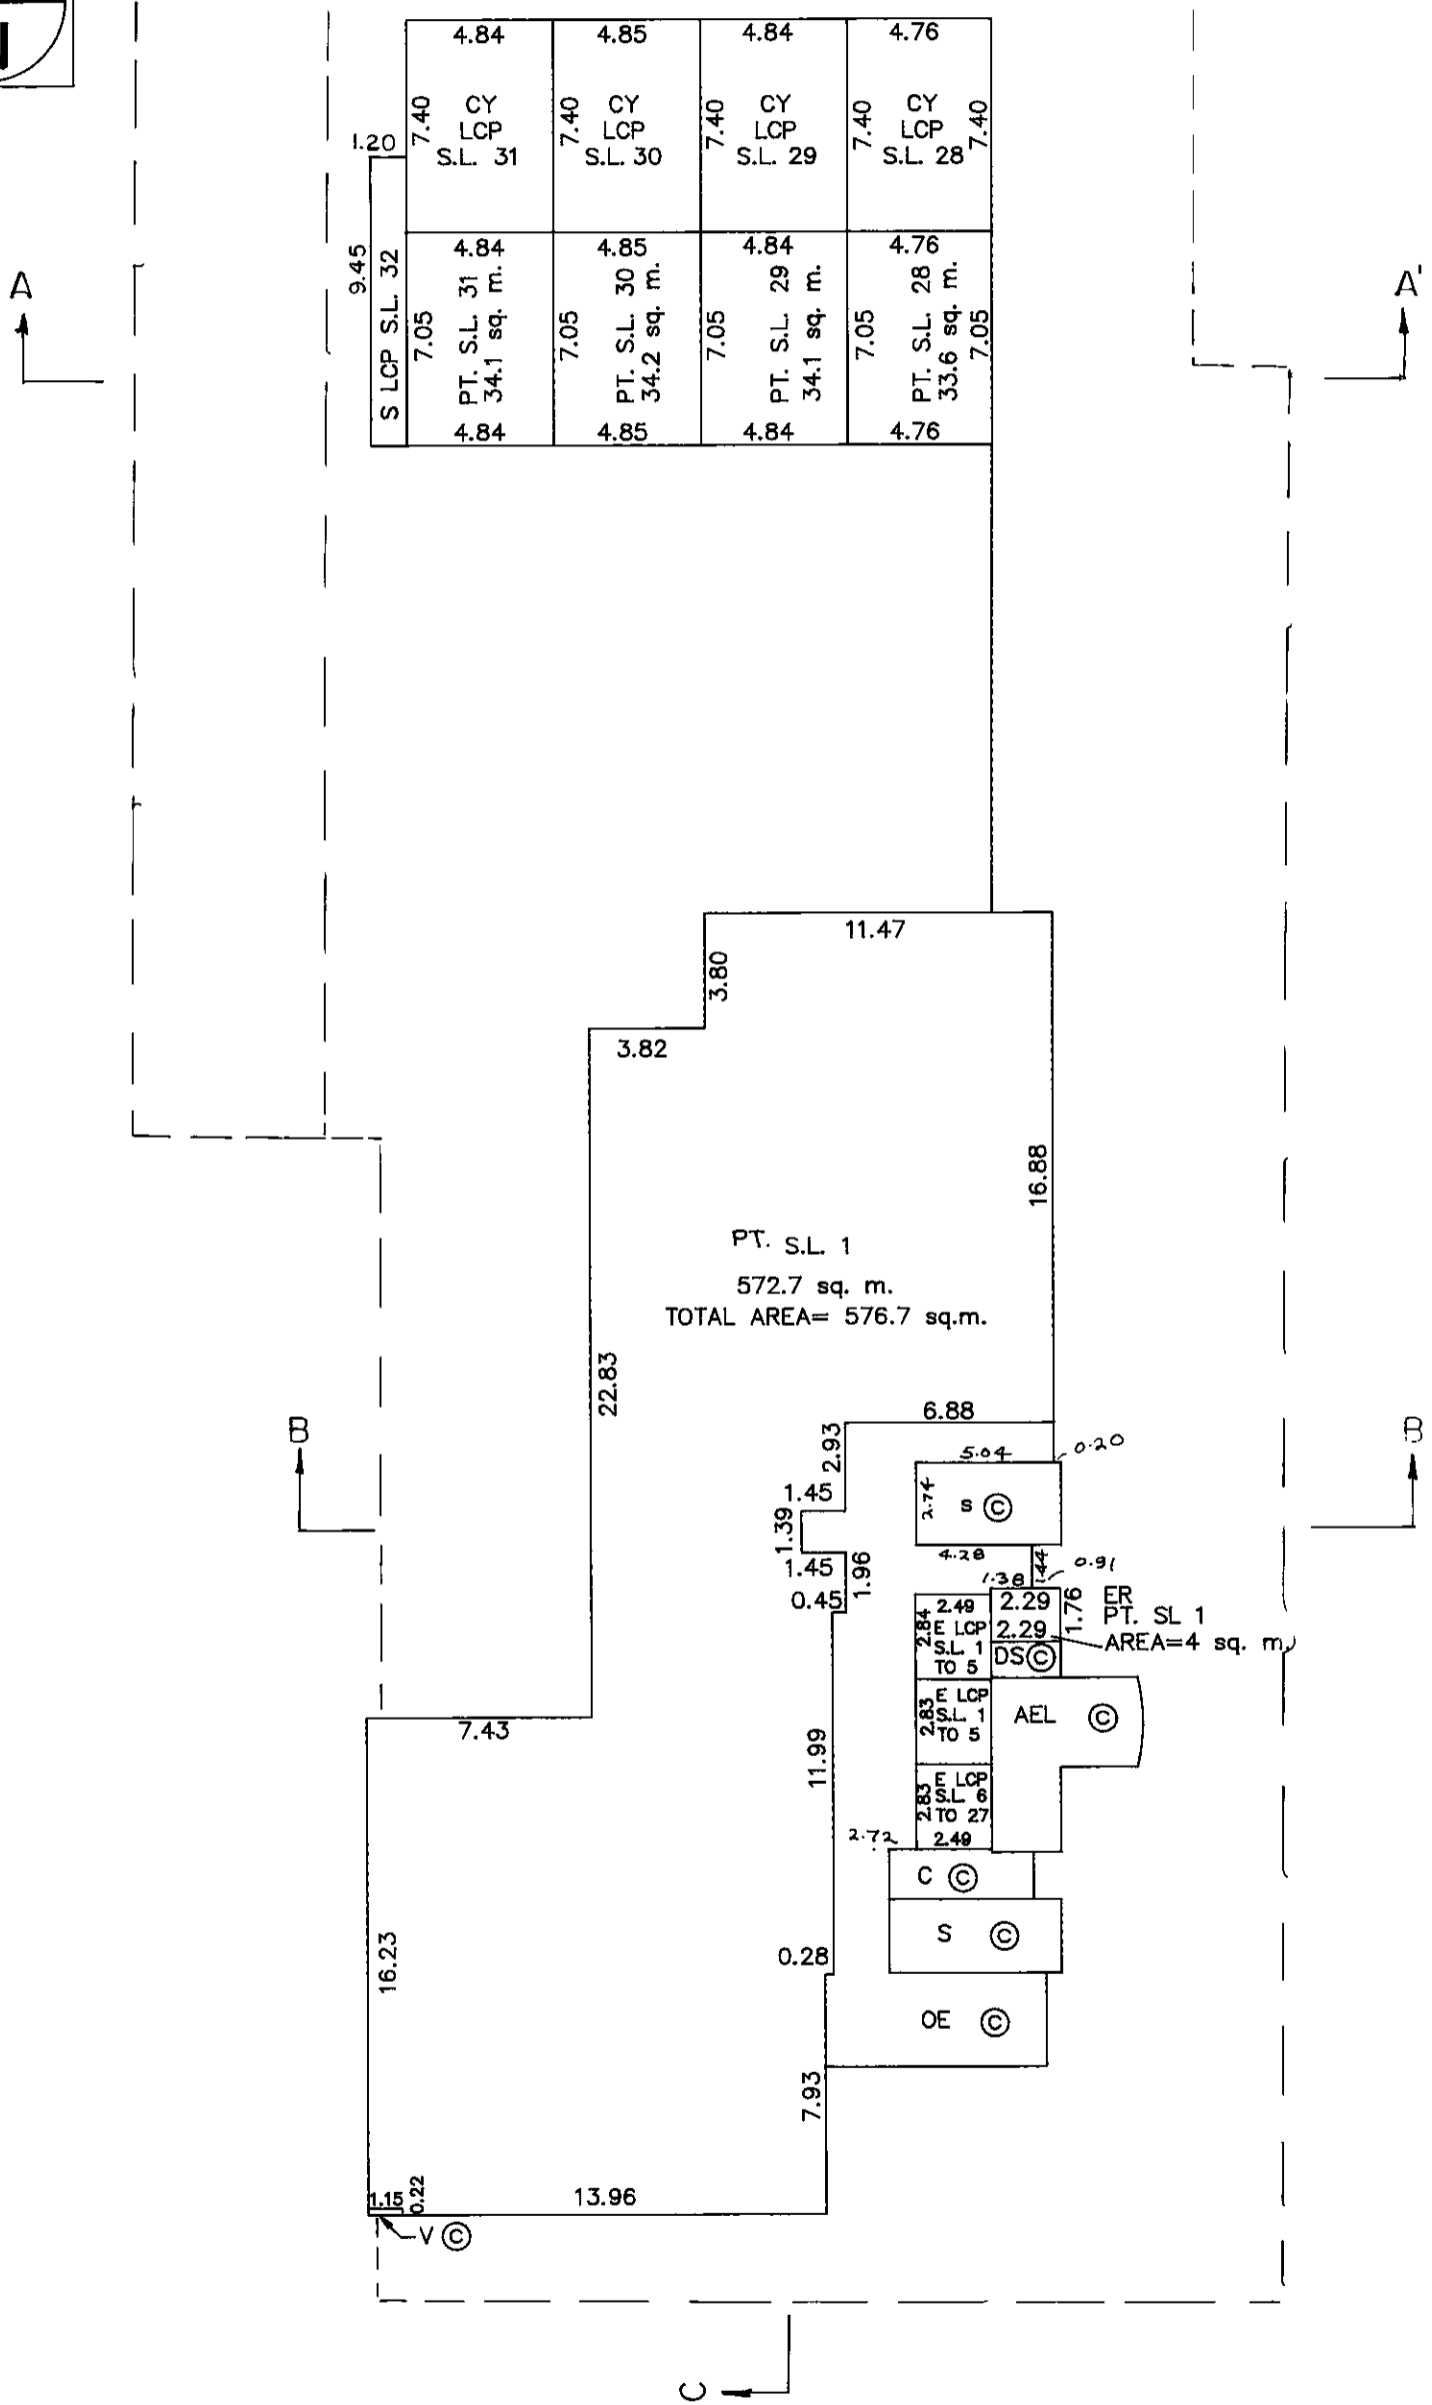 4.84 4.85 4.84 4.76
7.40 7.40 7.40 7.40 7.40
CY CY CY CY
LCP LCP LCP LCP
S.L. 31 S.L. 30 S.L. 29 S.L. 28
1.20
9.45
S LCP S.L. 32
4.84 4.85 4.84 4.76
7.05 7.05 7.05 7.05 7.05
PT. S.L. 31
34.1 sq. m.
PT. S.L. 30
34.2 sq. m.
PT. S.L. 29
34.1 sq. m.
PT. S.L. 28
33.6 sq. m.
4.84 4.85 4.84 4.76
A A'
11.47
3.80
3.82
16.88
PT. S.L. 1
572.7 sq. m.
TOTAL AREA= 576.7 sq.m.
22.83
6.88
B B
2.93
5.04 0.20
1.45
2.74 s ©
1.39
1.45
1.96
4.28 1.44 0.91
1.38
0.45
2.84
2.49
E LCP
S.L. 1
TO 5
2.29
2.29
1.76
ER
PT. SL 1
AREA=4 sq. m.
DS ©
2.83
E LCP
S.L. 1
TO 5
AEL ©
7.43
11.99
2.83
E LCP
S.L. 6
TO 27
2.49
2.72
C ©
S ©
0.28
16.23
OE ©
7.93
1.15 0.22
13.96
V ©
C